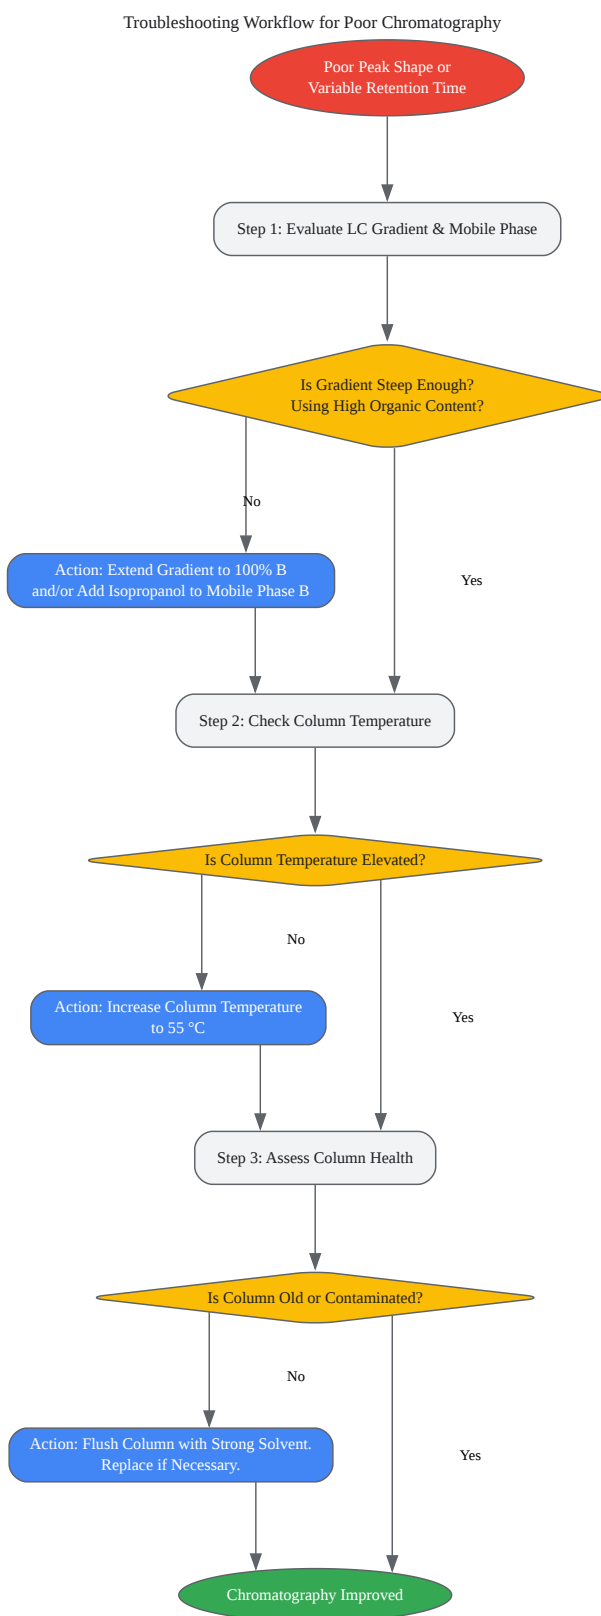 Troubleshooting Workflow for Poor Chromatography
Poor Peak Shape or
Variable Retention Time
Step 1: Evaluate LC Gradient & Mobile Phase
Is Gradient Steep Enough?
Using High Organic Content?
No
Action: Extend Gradient to 100% B
and/or Add Isopropanol to Mobile Phase B
Yes
Step 2: Check Column Temperature
Is Column Temperature Elevated?
No
Action: Increase Column Temperature
to 55 °C
Yes
Step 3: Assess Column Health
Is Column Old or Contaminated?
No
Action: Flush Column with Strong Solvent.
Replace if Necessary.
Yes
Chromatography Improved